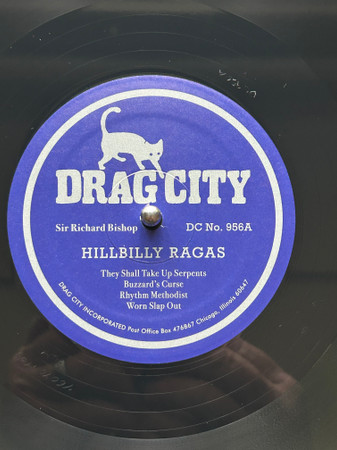 DRAG CITY
Sir Richard Bishop DC No. 956A
HILLBILLY RAGAS
They Shall Take Up Serpents
Buzzard's Curse
Rhythm Methodist
Worn Slap Out
DRAG CITY INCORPORATED Post Office Box 476867 Chicago, Illinois 60647